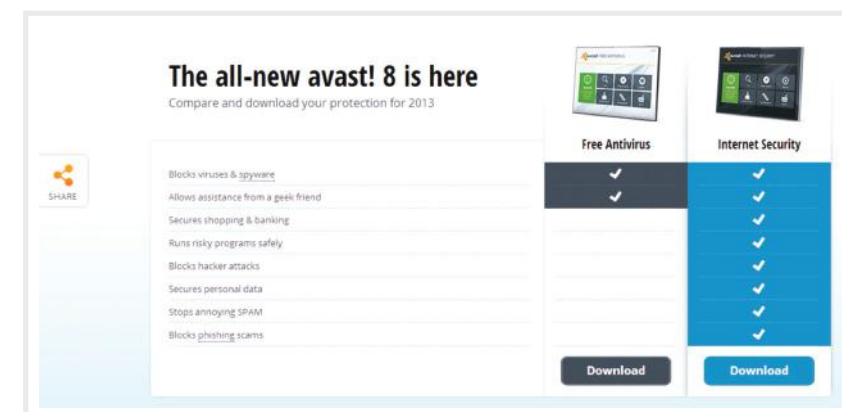 The all-new avast! 8 is here
Compare and download your protection for 2013
Free Antivirus
Internet Security
SHARE
Blocks viruses & spyware
Allows assistance from a geek friend
Secures shopping & banking
Runs risky programs safely
Blocks hacker attacks
Secures personal data
Stops annoying SPAM
Blocks phishing scams
Download
Download